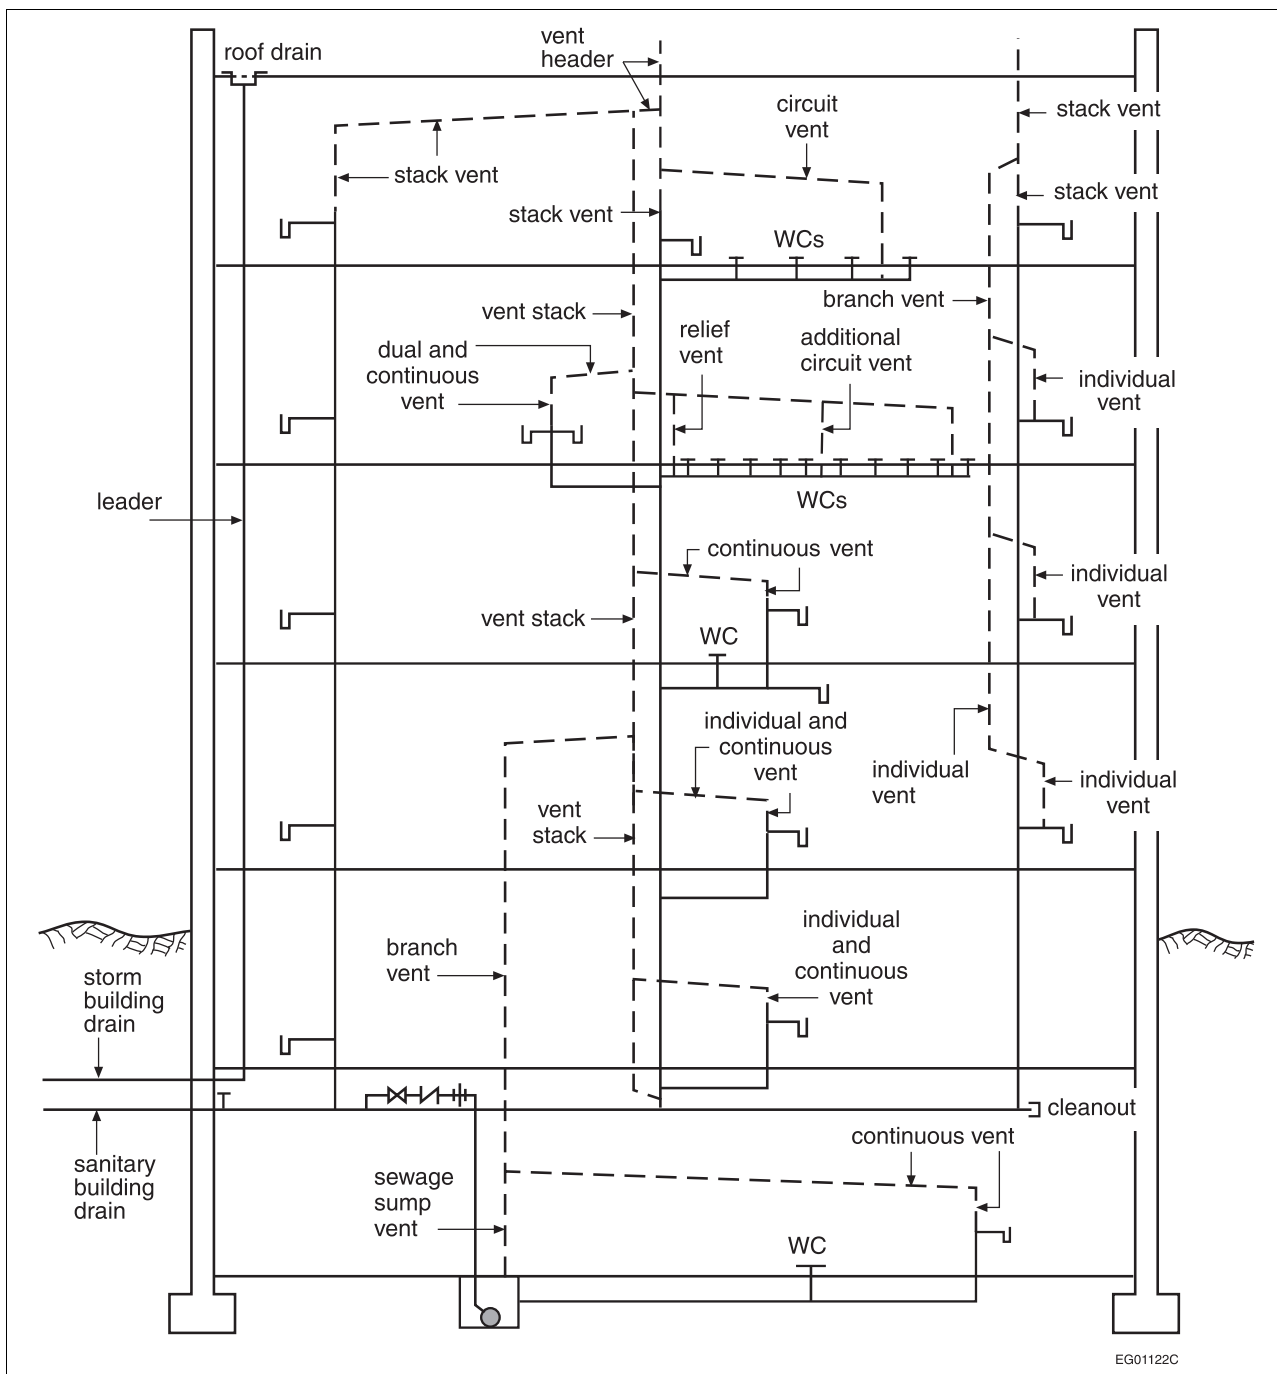 roof drain
vent
header
circuit
vent
stack vent
stack vent
stack vent
stack vent
WCs
branch vent
vent stack
relief
vent
additional
circuit vent
dual and
continuous
vent
individual
vent
leader
WCs
continuous vent
individual
vent
vent stack
WC
individual and
continuous
vent
individual
vent
individual
vent
vent
stack
individual
and
continuous
vent
branch
vent
storm
building
drain
cleanout
continuous vent
sanitary
building
drain
sewage
sump
vent
WC
EG01122C